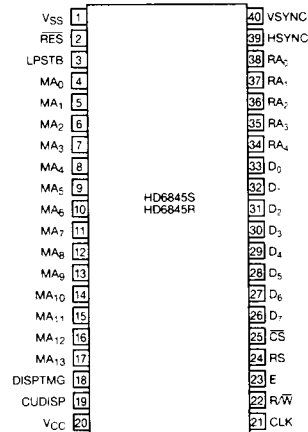 VSS 1 40 VSYNC
RES 2 39 HSYNC
LPSTB 3 38 RA0
MA0 4 37 RA1
MA1 5 36 RA2
MA2 6 35 RA3
MA3 7 34 RA4
MA4 8 33 D0
MA5 9 32 D1
MA6 10 HD6845S 31 D2
HD6845R
MA7 11 30 D3
MA8 12 29 D4
MA9 13 28 D5
MA10 14 27 D6
MA11 15 26 D7
MA12 16 25 CS
MA13 17 24 RS
DISPTMG 18 23 E
CUDISP 19 22 R/W
VCC 20 21 CLK